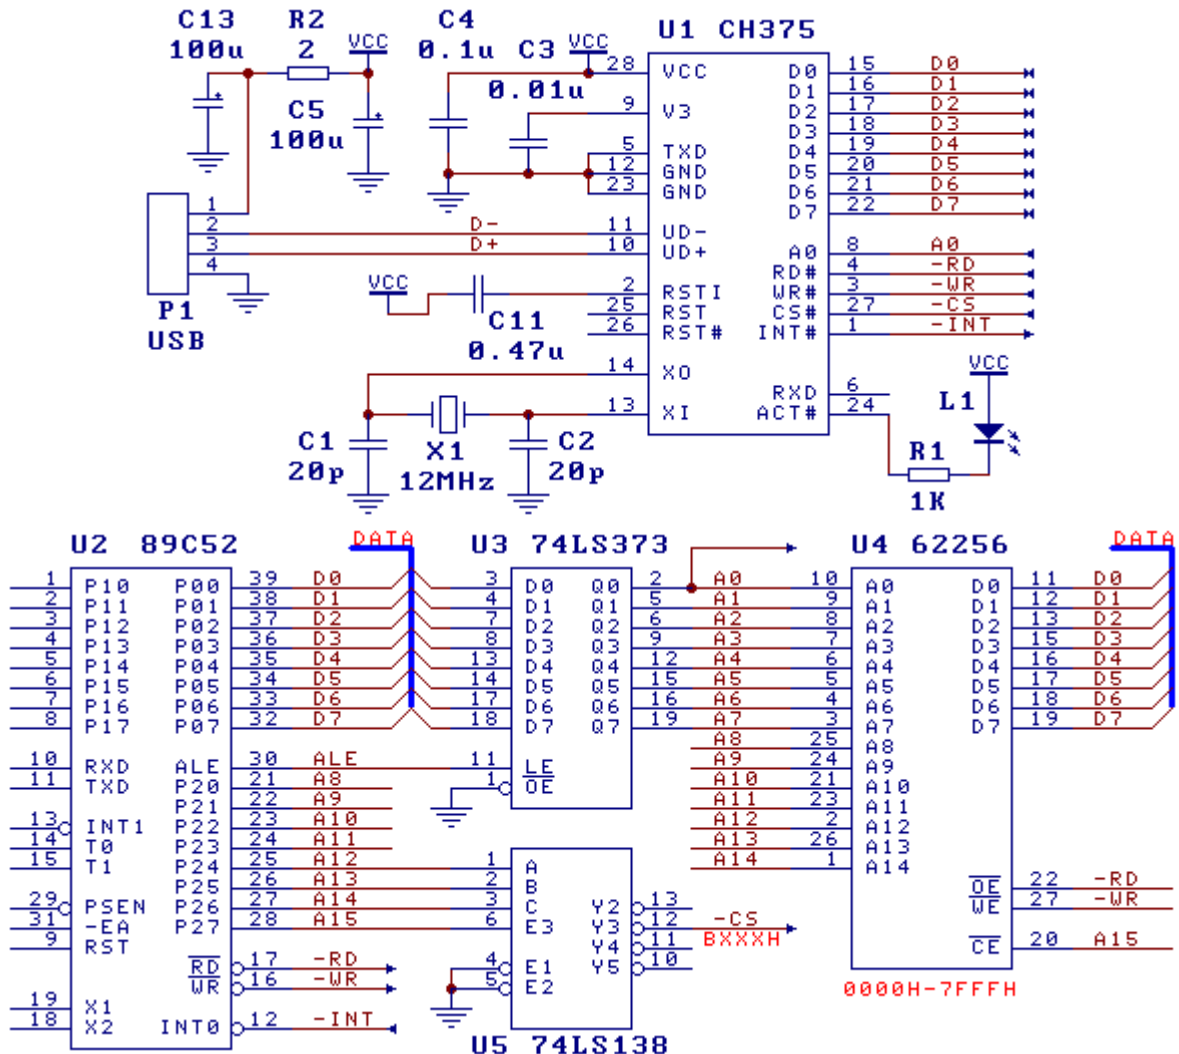 C13 R2 C4 U1 CH375
100u 2 VCC 0.1u C3 VCC
28 VCC D0 15 D0
0.01u D1 16 D1
C5 9 V3 D2 17 D2
100u D3 18 D3
5 TXD D4 19 D4
12 GND D5 20 D5
23 GND D6 21 D6
D7 22 D7
1
2 D- 11 UD-
3 D+ 10 UD+ A0 8 A0
4 RD# 4 -RD
VCC 2 RSTI WR# 3 -WR
P1 C11 25 RST CS# 27 -CS
USB 0.47u 26 RST# INT# 1 -INT
14 XO VCC
RXD 6
13 XI ACT# 24 L1
C1 X1 C2 R1
20p 12MHz 20p 1K
U2 89C52 DATA U3 74LS373 U4 62256 DATA
1 P10 P00 39 D0 3 D0 Q0 2 A0 10 A0 D0 11 D0
2 P11 P01 38 D1 4 D1 Q1 5 A1 9 A1 D1 12 D1
3 P12 P02 37 D2 7 D2 Q2 6 A2 8 A2 D2 13 D2
4 P13 P03 36 D3 8 D3 Q3 9 A3 7 A3 D3 15 D3
5 P14 P04 35 D4 13 D4 Q4 12 A4 6 A4 D4 16 D4
6 P15 P05 34 D5 14 D5 Q5 15 A5 5 A5 D5 17 D5
7 P16 P06 33 D6 17 D6 Q6 16 A6 4 A6 D6 18 D6
8 P17 P07 32 D7 18 D7 Q7 19 A7 3 A7 D7 19 D7
A8 25 A8
10 RXD ALE 30 ALE 11 LE A9 24 A9
11 TXD P20 21 A8 1 OE A10 21 A10
P21 22 A9 A11 23 A11
13 INT1 P22 23 A10 A12 2 A12
14 T0 P23 24 A11 A13 26 A13
15 T1 P24 25 A12 1 A A14 1 A14
P25 26 A13 2 B OE 22 -RD
29 PSEN P26 27 A14 3 C Y2 13 WE 27 -WR
31 -EA P27 28 A15 6 E3 Y3 12 -CS
9 RST Y4 11 BXXXH CE 20 A15
RD 17 -RD 4 E1 Y5 10
WR 16 -WR 5 E2 0000H-7FFFH
19 X1
18 X2 INT0 12 -INT
U5 74LS138